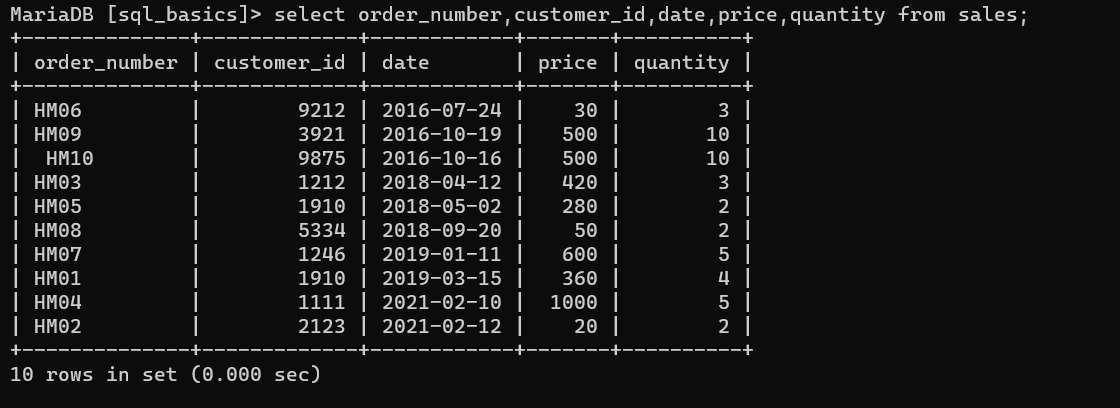 MariaDB [sql_basics]> select order_number,customer_id,date,price,quantity from sales;
+--------------+-------------+------------+-------+----------+
| order_number | customer_id | date       | price | quantity |
+--------------+-------------+------------+-------+----------+
| HM06         |        9212 | 2016-07-24 |    30 |        3 |
| HM09         |        3921 | 2016-10-19 |   500 |       10 |
|  HM10        |        9875 | 2016-10-16 |   500 |       10 |
| HM03         |        1212 | 2018-04-12 |   420 |        3 |
| HM05         |        1910 | 2018-05-02 |   280 |        2 |
| HM08         |        5334 | 2018-09-20 |    50 |        2 |
| HM07         |        1246 | 2019-01-11 |   600 |        5 |
| HM01         |        1910 | 2019-03-15 |   360 |        4 |
| HM04         |        1111 | 2021-02-10 |  1000 |        5 |
| HM02         |        2123 | 2021-02-12 |    20 |        2 |
+--------------+-------------+------------+-------+----------+
10 rows in set (0.000 sec)